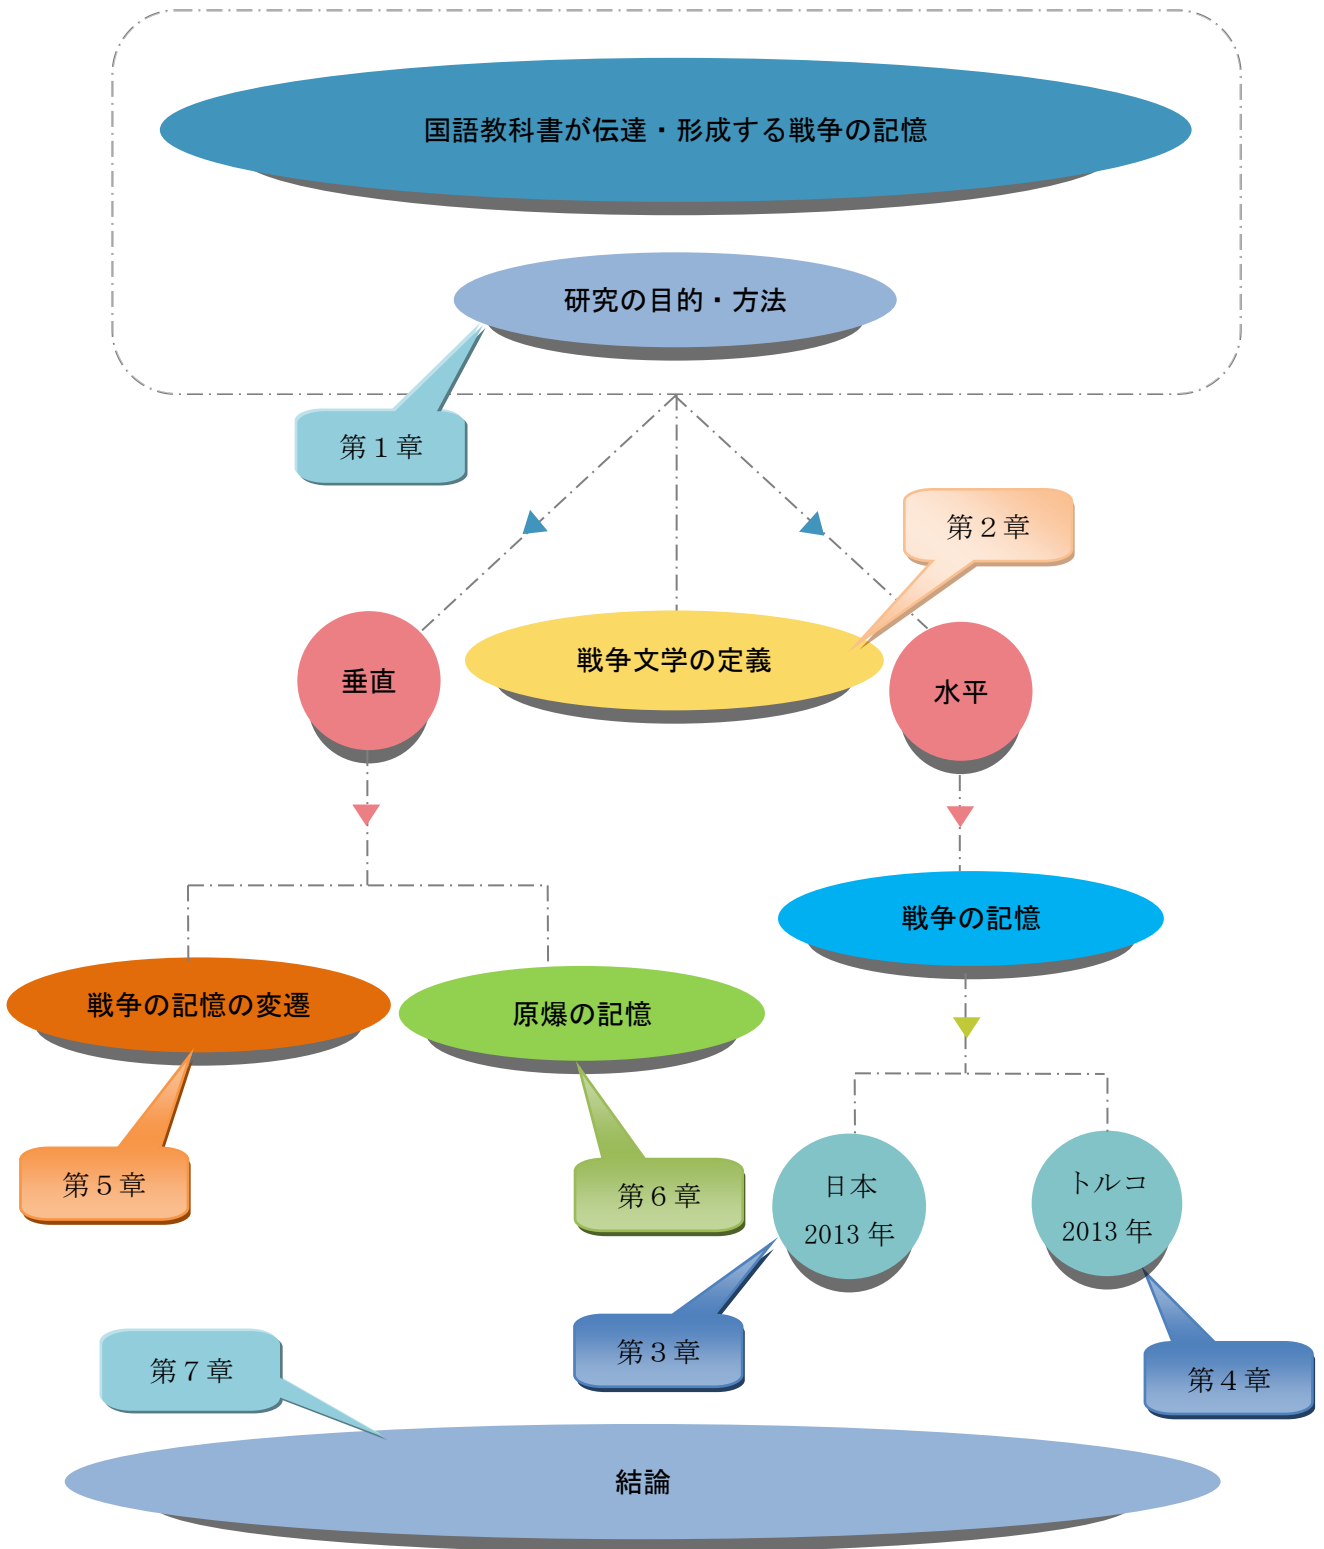 国語教科書が伝達・形成する戦争の記憶
研究の目的・方法
第１章
第２章
戦争文学の定義
垂直
水平
戦争の記憶
戦争の記憶の変遷
原爆の記憶
第５章
第６章
日本
2013 年
トルコ
2013 年
第３章
第４章
第７章
結論